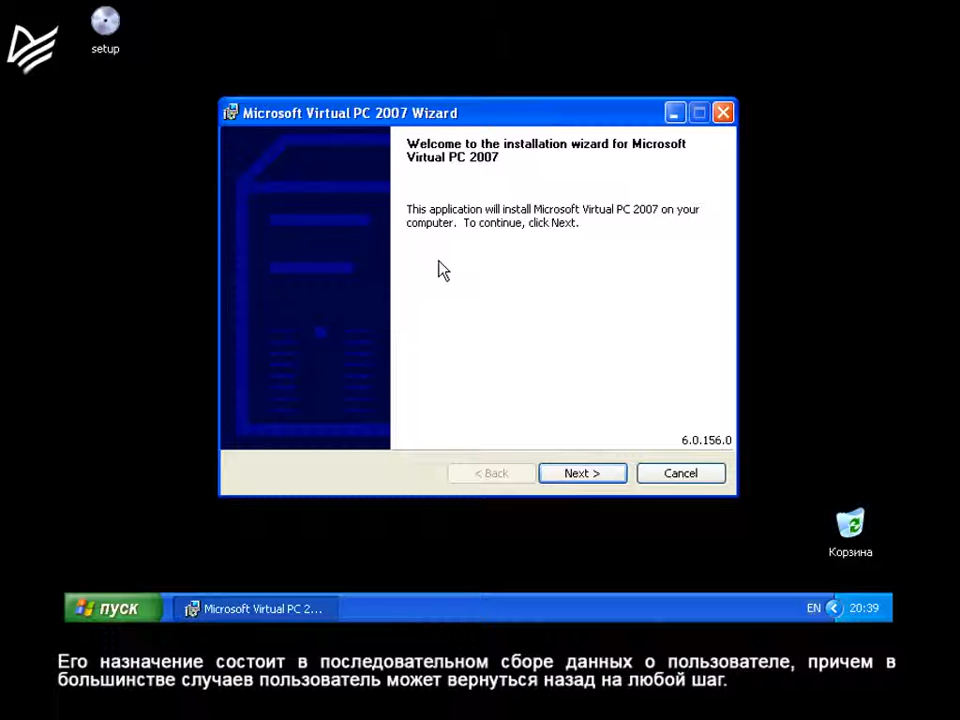 setup
Microsoft Virtual PC 2007 Wizard
Welcome to the installation wizard for Microsoft
Virtual PC 2007
This application will install Microsoft Virtual PC 2007 on your
computer. To continue, click Next.
6.0.156.0
< Back
Next >
Cancel
Корзина
пуск
Microsoft Virtual PC 2...
EN
20:39
Его назначение состоит в последовательном сборе данных о пользователе, причем в
большинстве случаев пользователь может вернуться назад на любой шаг.